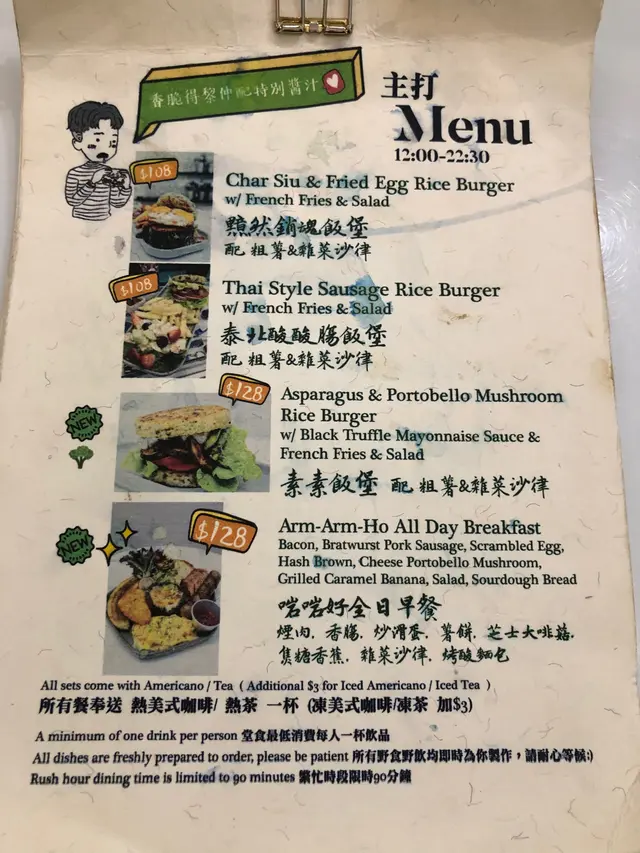 香脆得黎仲配特別醬汁
主打
Menu
12:00-22:30
$108
Char Siu & Fried Egg Rice Burger
w/ French Fries & Salad
黯然銷魂飯堡
配 粗薯&雜菜沙律
$108
Thai Style Sausage Rice Burger
w/ French Fries & Salad
泰北酸酸腸飯堡
配 粗薯&雜菜沙律
$128
NEW
Asparagus & Portobello Mushroom
Rice Burger
w/ Black Truffle Mayonnaise Sauce &
French Fries & Salad
素素飯堡 配 粗薯&雜菜沙律
$128
NEW
Arm-Arm-Ho All Day Breakfast
Bacon, Bratwurst Pork Sausage, Scrambled Egg,
Hash Brown, Cheese Portobello Mushroom,
Grilled Caramel Banana, Salad, Sourdough Bread
啱啱好全日早餐
煙肉. 香腸. 炒滑蛋. 薯餅. 芝士大啡菇.
焦糖香蕉. 雜菜沙律. 烤酸麵包
All sets come with Americano / Tea ( Additional $3 for Iced Americano / Iced Tea )
所有餐奉送 熱美式咖啡/ 熱茶 一杯 (凍美式咖啡/凍茶 加$3)
A minimum of one drink per person 堂食最低消費每人一杯飲品
All dishes are freshly prepared to order, please be patient 所有野食野飲均即時為你製作，請耐心等候:)
Rush hour dining time is limited to 90 minutes 繁忙時段限時90分鐘